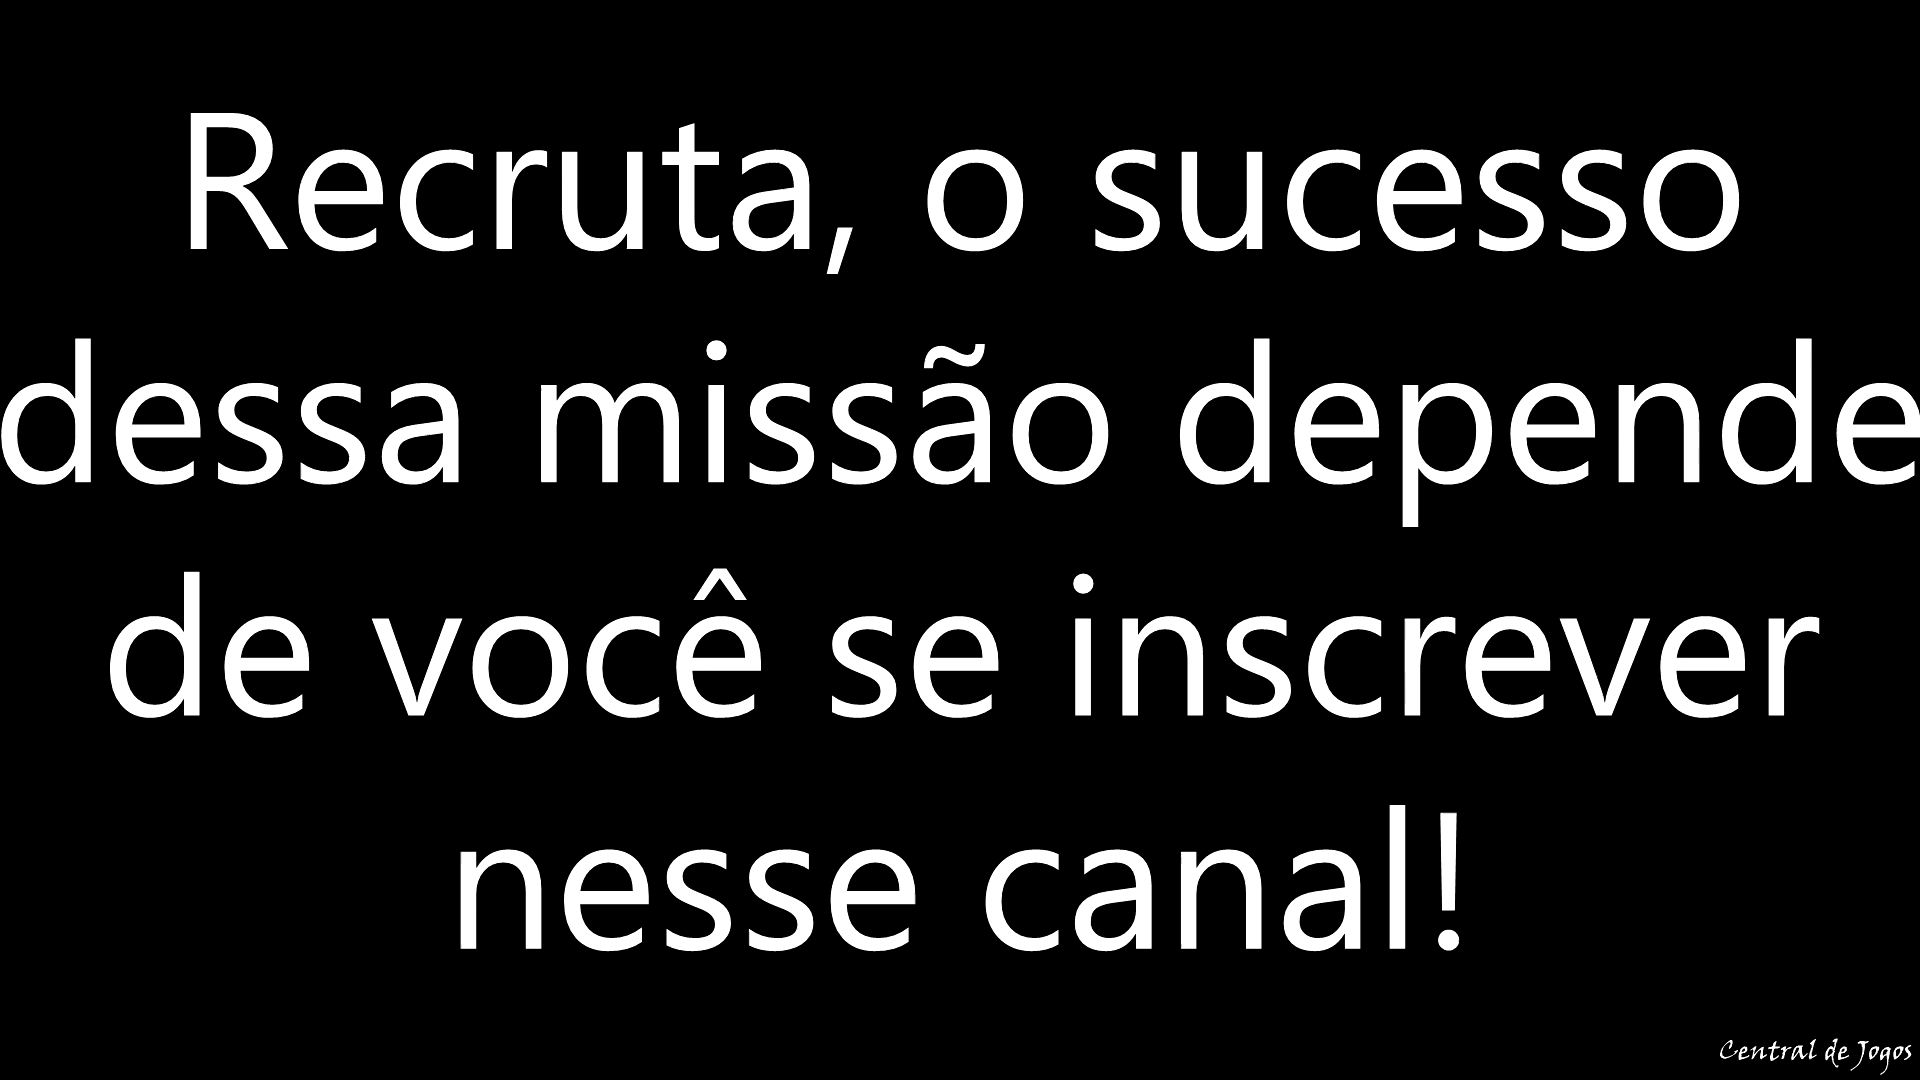 Recruta, o sucesso
dessa missão depende
de você se inscrever
nesse canal!
Central de Jogos